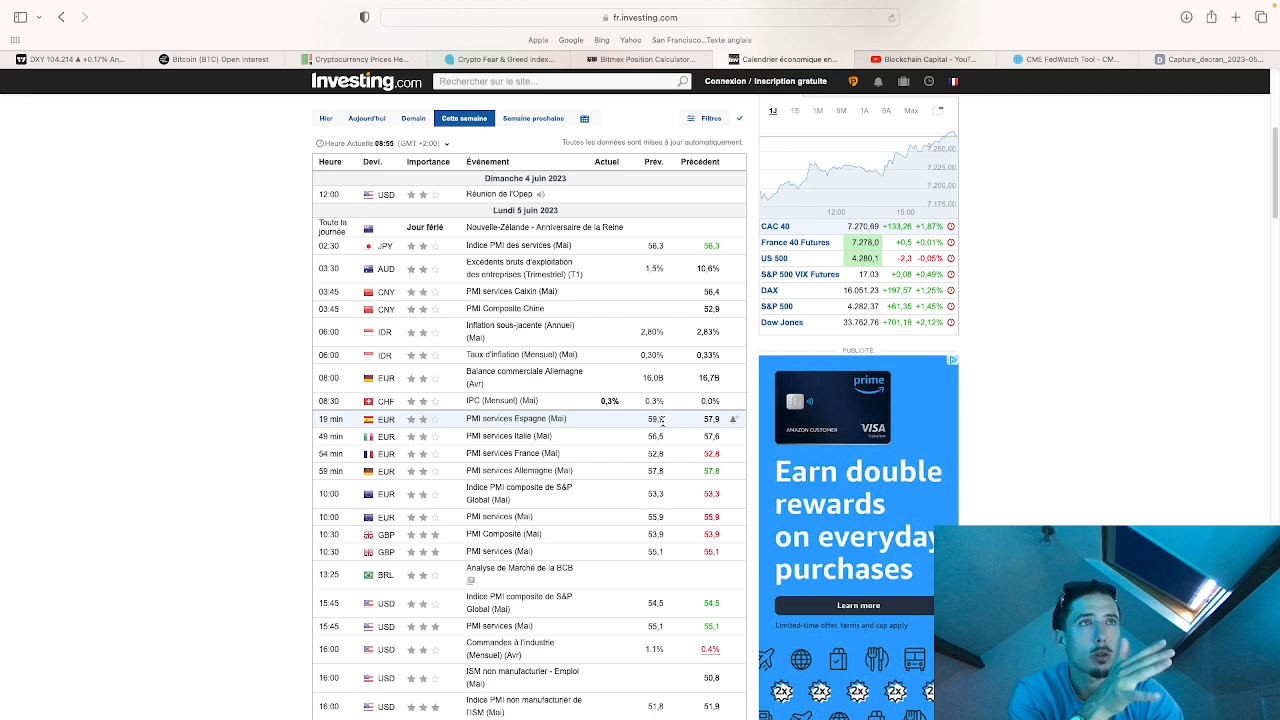 fr.investing.com
Apple Google Bing Yahoo San Francisco...Texte anglais
DXY 104.214 ▲ +0.17% An... Bitcoin (BTC) Open Interest Cryptocurrency Prices He... Crypto Fear & Greed Index... Bitmex Position Calculator... Calendrier économique en... Blockchain Capital - YouT... CME FedWatch Tool - CM... Capture_decran_2023-05...
Investing.com Rechercher sur le site... Connexion / Inscription gratuite
Hier Aujourd'hui Demain Cette semaine Semaine prochaine Filtres
Heure Actuelle:08:55 (GMT +2:00) Toutes les données sont mises à jour automatiquement.
Heure Devi. Importance Événement Actuel Prév. Précédent
Dimanche 4 juin 2023
12:00 USD Réunion de l'Opep
Lundi 5 juin 2023
Toute la journée Jour férié Nouvelle-Zélande - Anniversaire de la Reine
02:30 JPY Indice PMI des services (Mai) 56,3 56,3
03:30 AUD Excédents bruts d'exploitation des entreprises (Trimestriel) (T1) 1,5% 10,6%
03:45 CNY PMI services Caixin (Mai) 56,4
03:45 CNY PMI Composite Chine 52,9
06:00 IDR Inflation sous-jacente (Annuel) (Mai) 2,80% 2,83%
06:00 IDR Taux d'inflation (Mensuel) (Mai) 0,30% 0,33%
08:00 EUR Balance commerciale Allemagne (Avr) 16,0B 16,7B
08:30 CHF IPC (Mensuel) (Mai) 0,3% 0.3% 0.0%
19 min EUR PMI services Espagne (Mai) 57,9
49 min EUR PMI services Italie (Mai) 56,5 57,6
54 min EUR PMI services France (Mai) 52,8 52,8
59 min EUR PMI services Allemagne (Mai) 57,8 57,8
10:00 EUR Indice PMI composite de S&P Global (Mai) 53,3 53,3
10:00 EUR PMI services (Mai) 55,9 55,9
10:30 GBP PMI Composite (Mai) 53,9 53,9
10:30 GBP PMI services (Mai) 55,1 55,1
13:25 BRL Analyse de Marché de la BCB
15:45 USD Indice PMI composite de S&P Global (Mai) 54,5 54,5
15:45 USD PMI services (Mai) 55,1 55,1
16:00 USD Commandes à l'industrie (Mensuel) (Avr) 1.1% 0.4%
16:00 USD ISM non manufacturier - Emploi (Mai) 50,8
16:00 USD Indice PMI non manufacturier de l'ISM (Mai) 51,8 51,9
1J 1S 1M 6M 1A 5A Max
7.250,00
7.225,00
7.200,00
7.175,00
12:00 15:00
CAC 40 7.270,69 +133,26 +1,87%
France 40 Futures 7.278,0 +0,5 +0,01%
US 500 4.280,1 -2,3 -0,05%
S&P 500 VIX Futures 17,03 +0,08 +0,49%
DAX 16.051,23 +197,57 +1,25%
S&P 500 4.282,37 +61,35 +1,45%
Dow Jones 33.762,76 +701,19 +2,12%
PUBLICITÉ
prime
AMAZON CUSTOMER VISA
Signature
Earn double
rewards
on everyday
purchases
Learn more
Limited-time offer, terms and cap apply
2x 2x 2x 2x